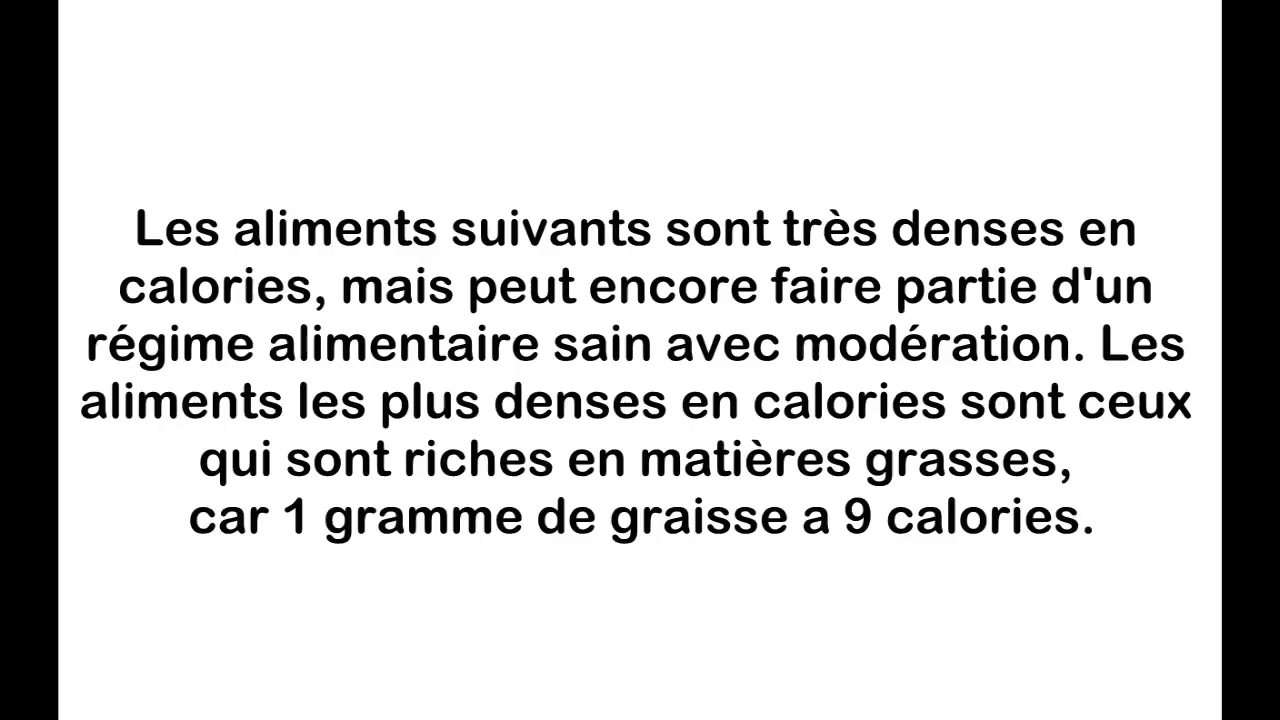 Les aliments suivants sont très denses en
calories, mais peut encore faire partie d'un
régime alimentaire sain avec modération. Les
aliments les plus denses en calories sont ceux
qui sont riches en matières grasses,
car 1 gramme de graisse a 9 calories.